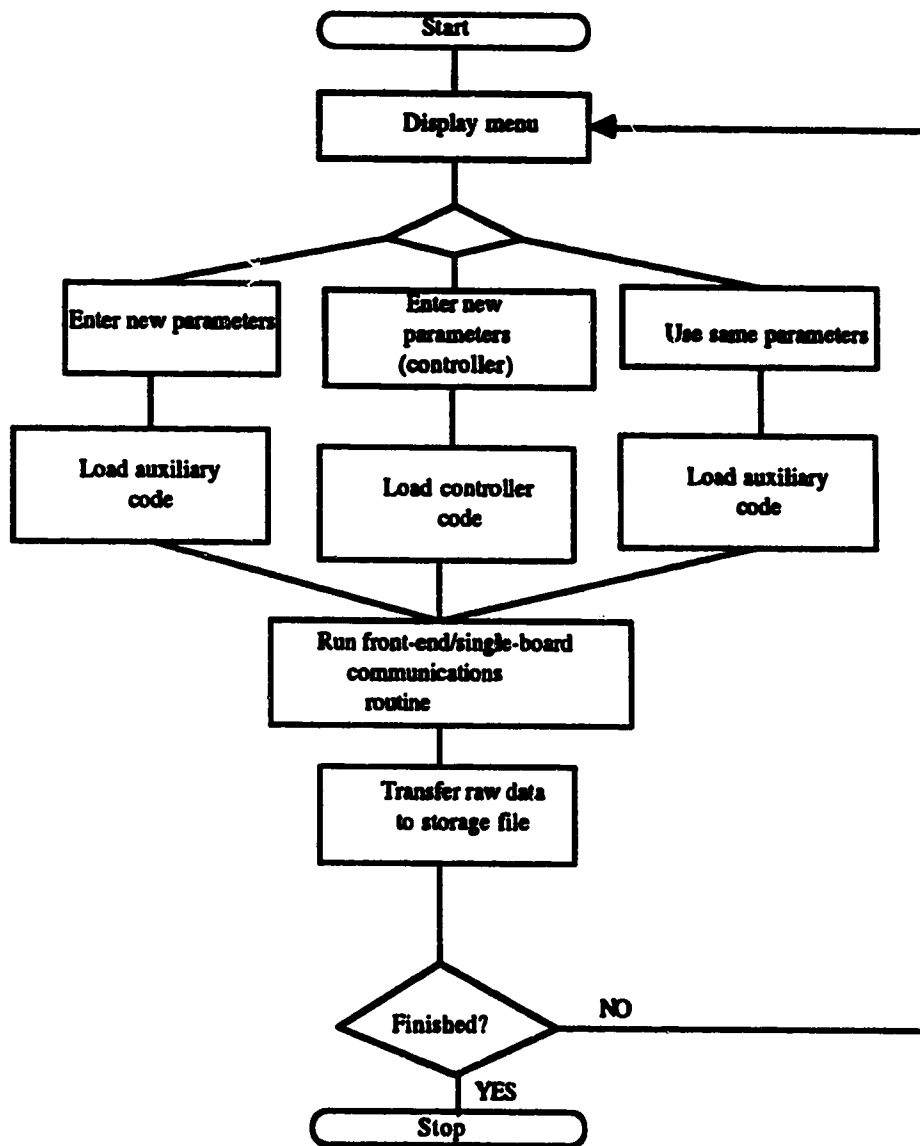 Start
Display menu
Enter new parameters
Enter new
parameters
(controller)
Use same parameters
Load auxiliary
code
Load controller
code
Load auxiliary
code
Run front-end/single-board
communications
routine
Transfer raw data
to storage file
Finished?
NO
YES
Stop